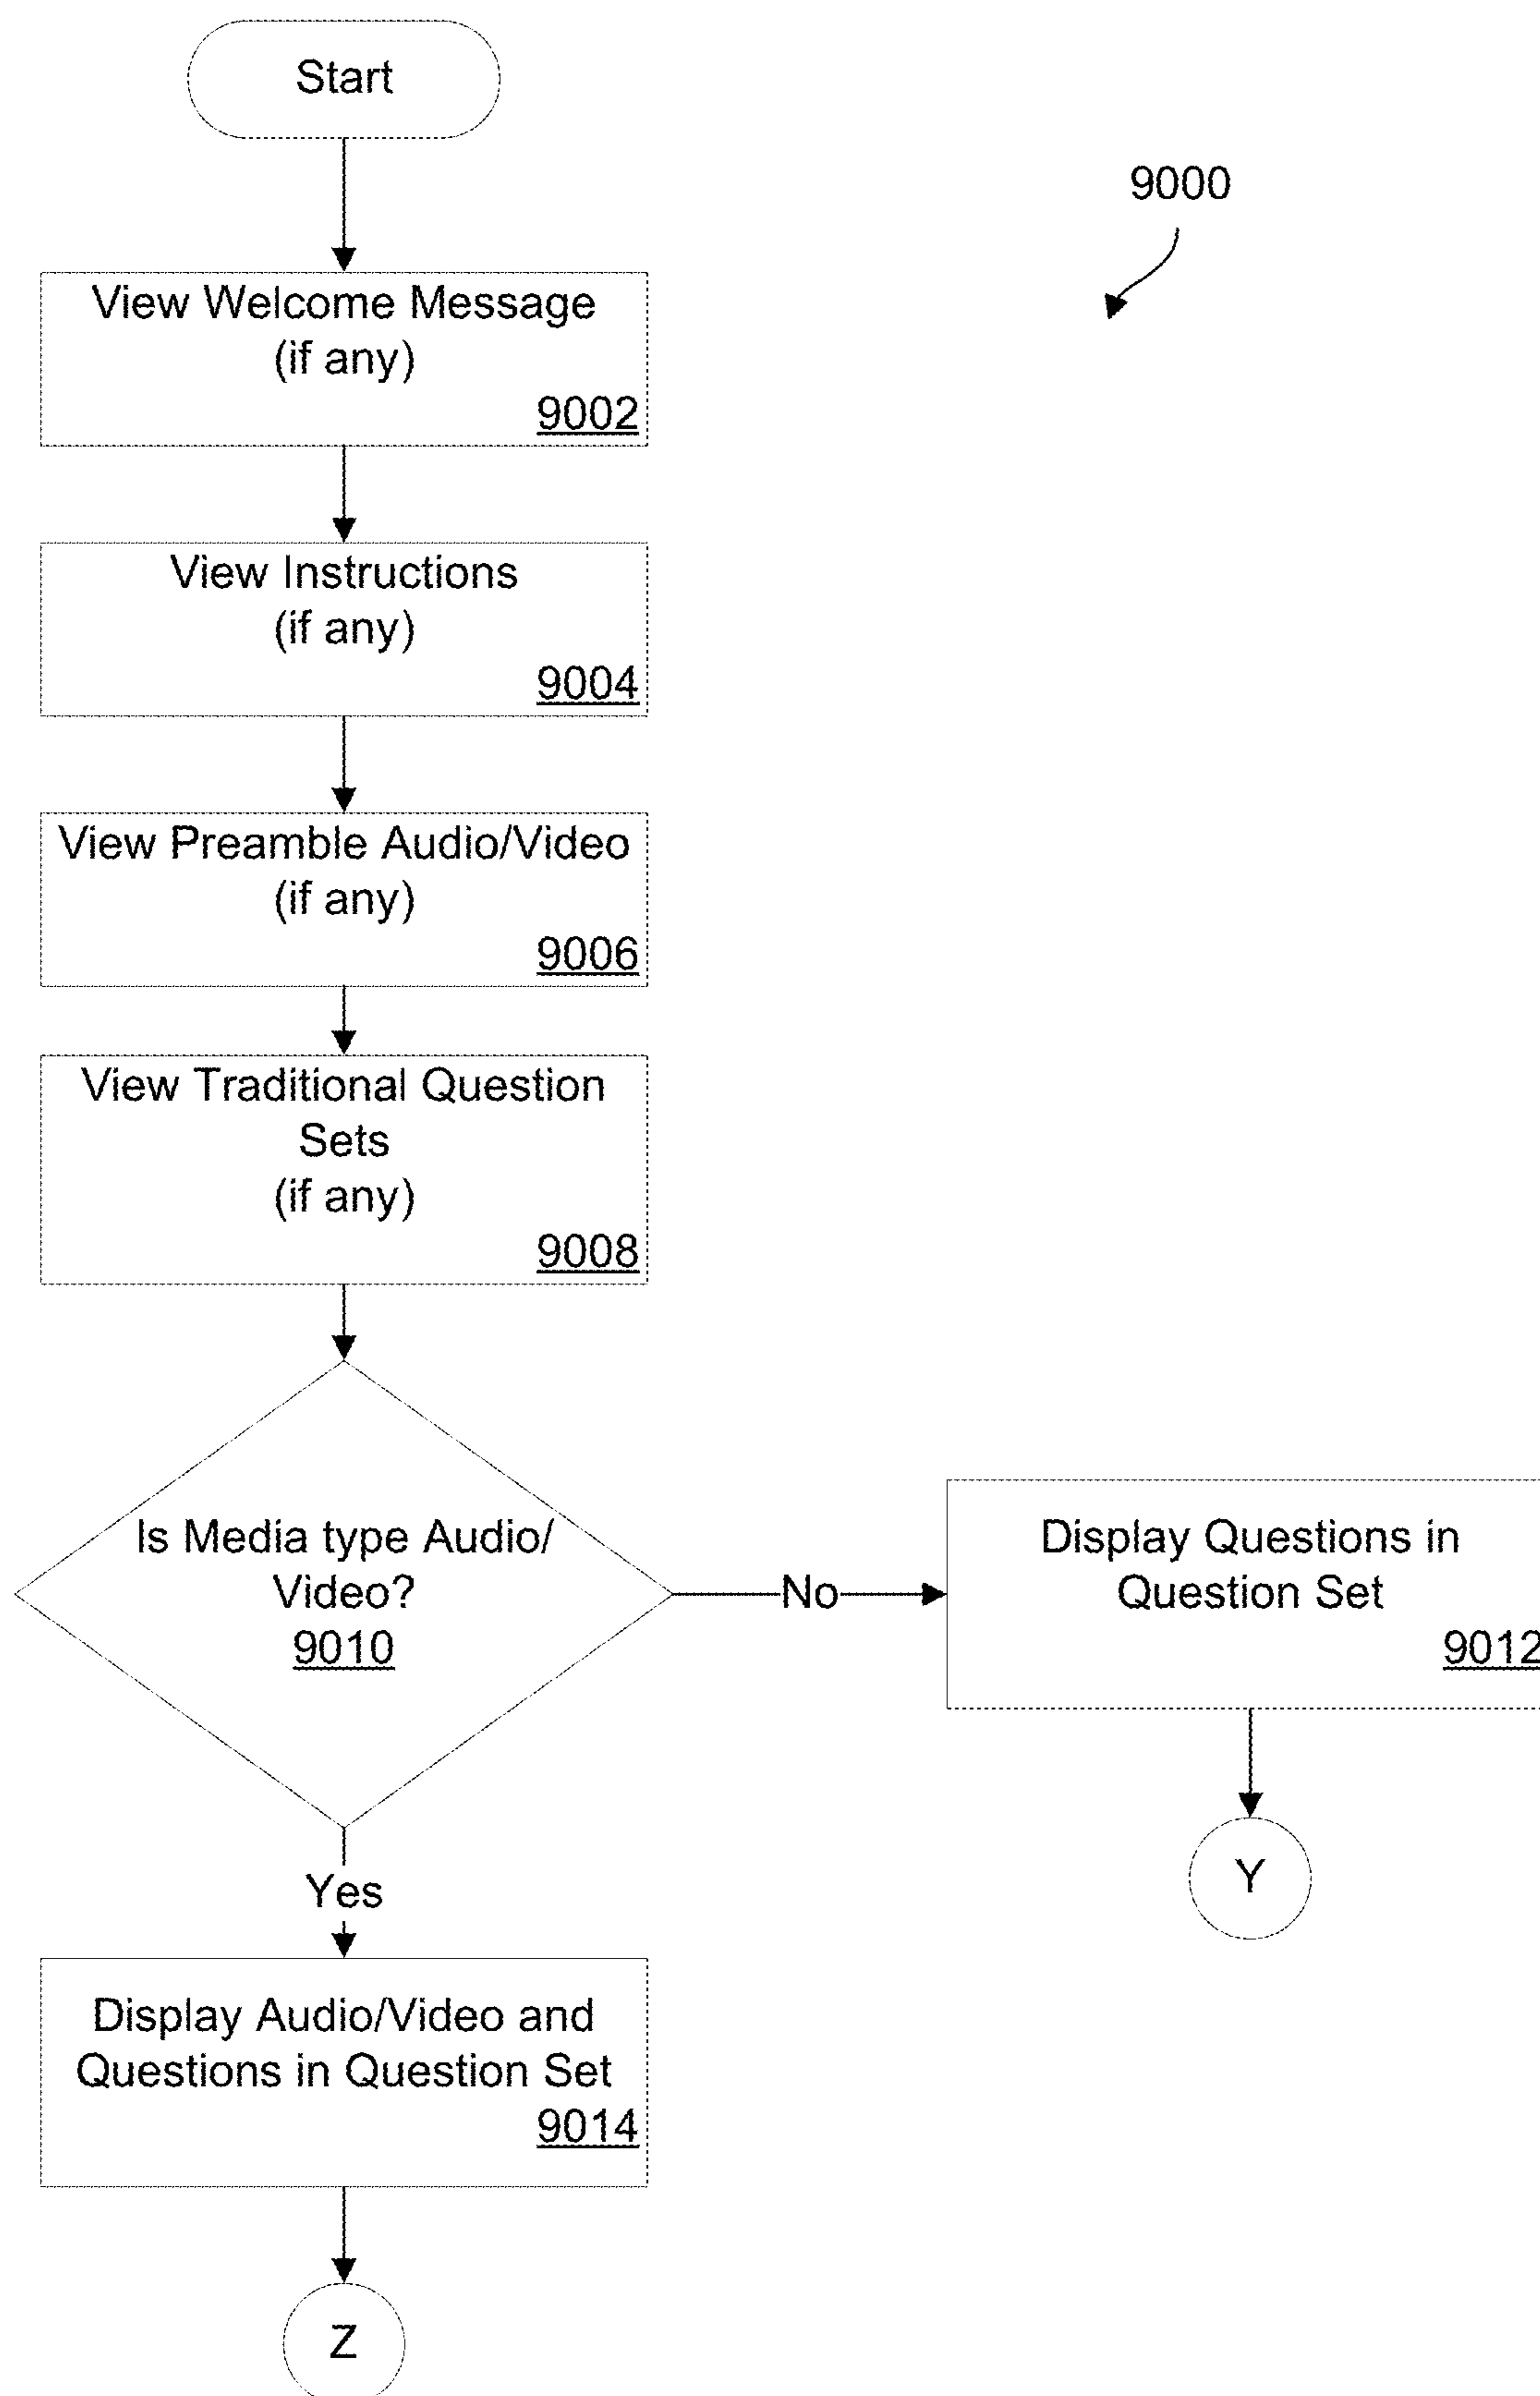 Start
9000
View Welcome Message
(if any)
9002
View Instructions
(if any)
9004
View Preamble Audio/Video
(if any)
9006
View Traditional Question
Sets
(if any)
9008
Is Media type Audio/
Video?
9010
No
Display Questions in
Question Set
9012
Yes
Y
Display Audio/Video and
Questions in Question Set
9014
Z